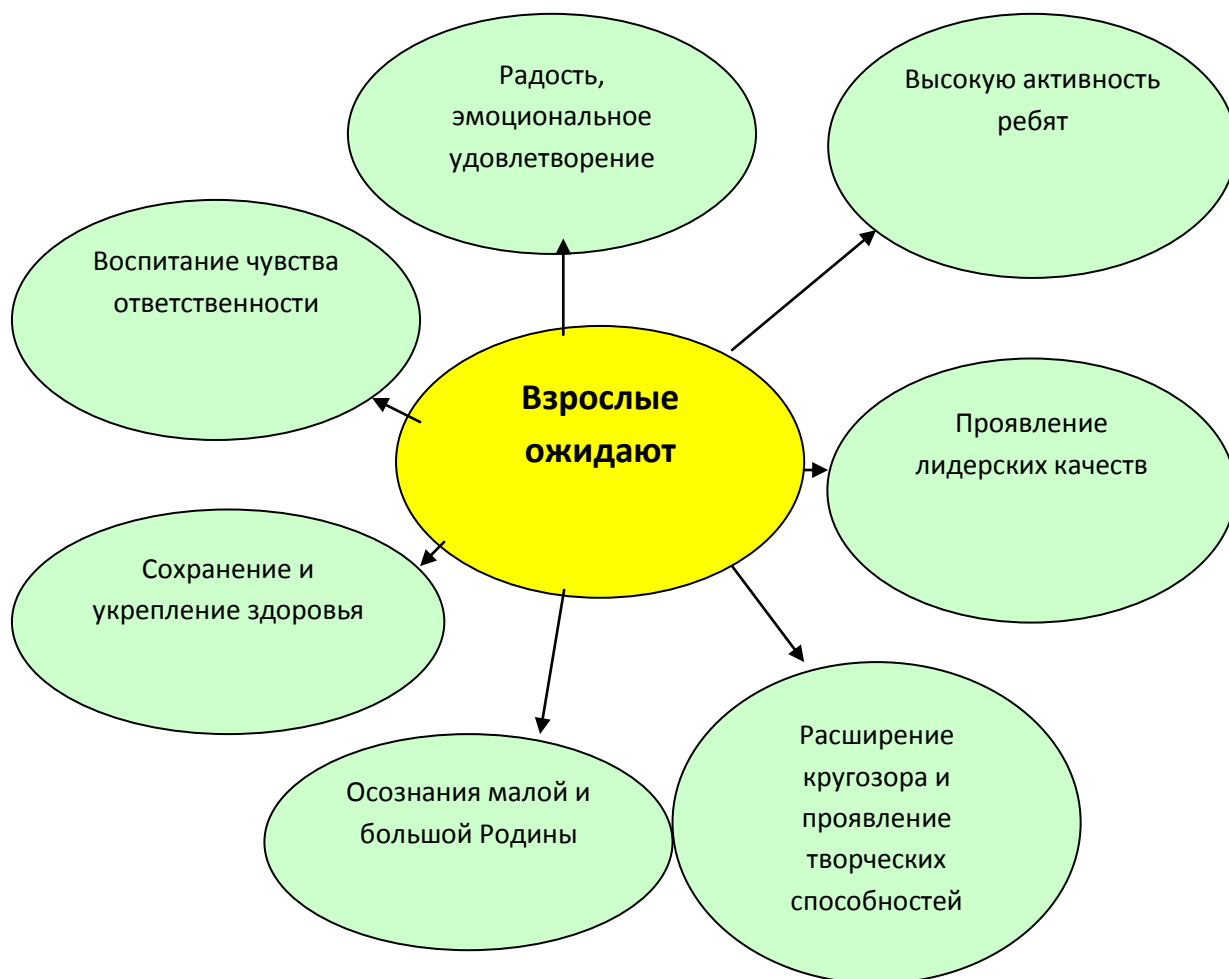 Радость,
эмоциональное
удовлетворение
Высокую активность
ребят
Воспитание чувства
ответственности
Взрослые
ожидают
Проявление
лидерских качеств
Сохранение и
укрепление здоровья
Расширение
кругозора и
проявление
творческих
способностей
Осознания малой и
большой Родины